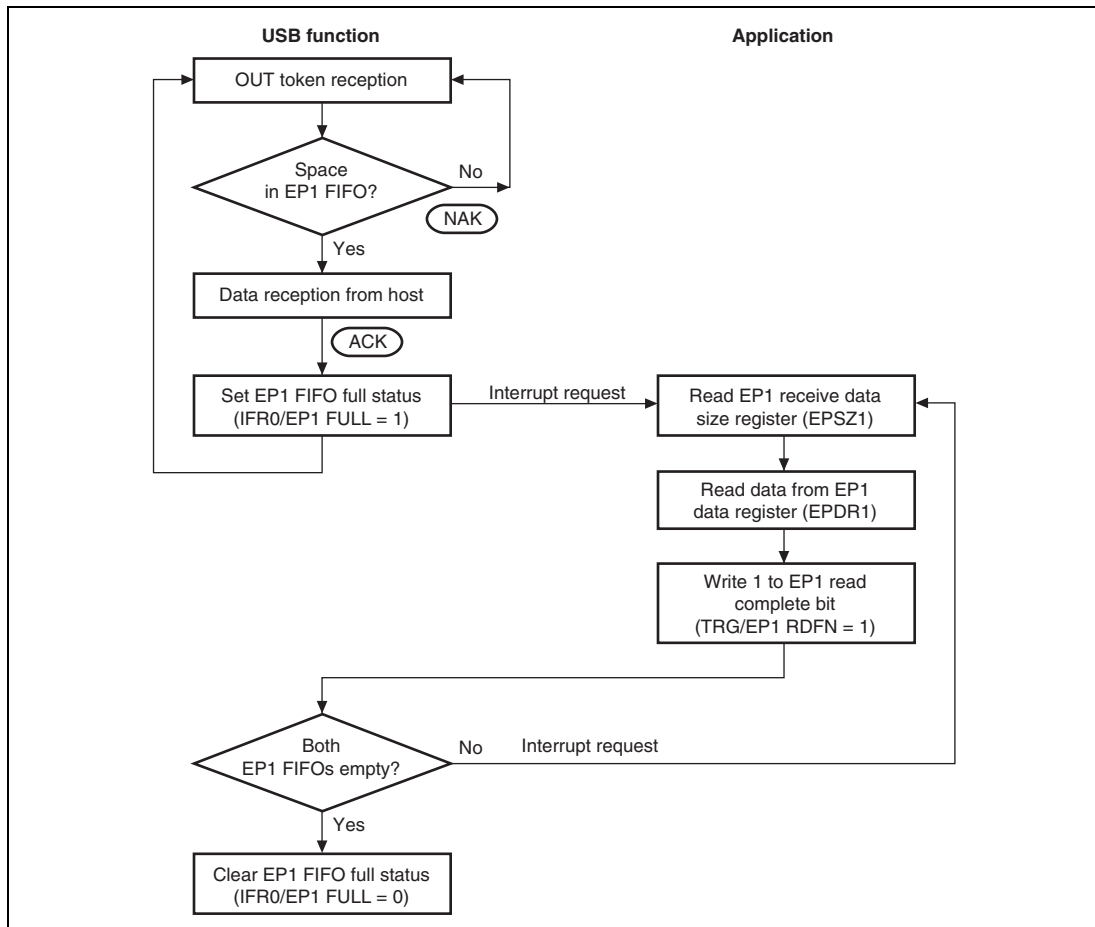 USB function
Application
OUT token reception
Space
in EP1 FIFO?
No
NAK
Yes
Data reception from host
ACK
Set EP1 FIFO full status
(IFR0/EP1 FULL = 1)
Interrupt request
Read EP1 receive data
size register (EPSZ1)
Read data from EP1
data register (EPDR1)
Write 1 to EP1 read
complete bit
(TRG/EP1 RDFN = 1)
Both
EP1 FIFOs empty?
No
Interrupt request
Yes
Clear EP1 FIFO full status
(IFR0/EP1 FULL = 0)